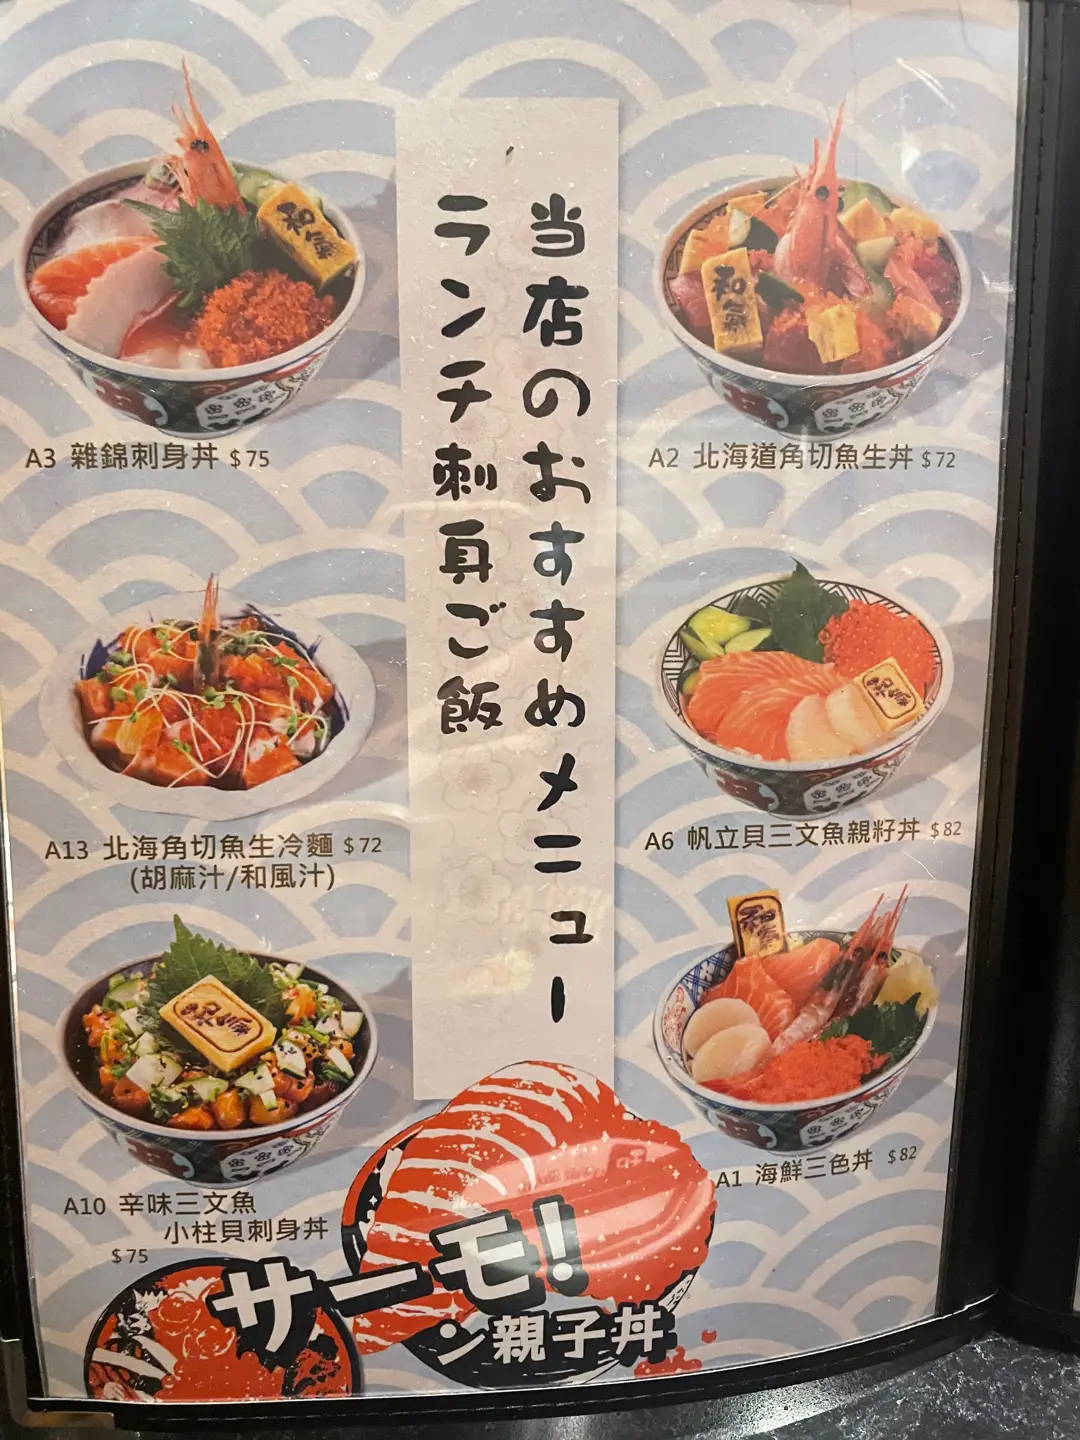 当店のおすすめメニュー
ランチ刺身ご飯
A3 雜錦刺身丼 $75
A2 北海道角切魚生丼 $72
A13 北海角切魚生冷麵 $72
(胡麻汁/和風汁)
A6 帆立貝三文魚親籽丼 $82
A10 辛味三文魚
小柱貝刺身丼
$75
A1 海鮮三色丼 $82
サーモ!
ン親子丼
和氣
和氣